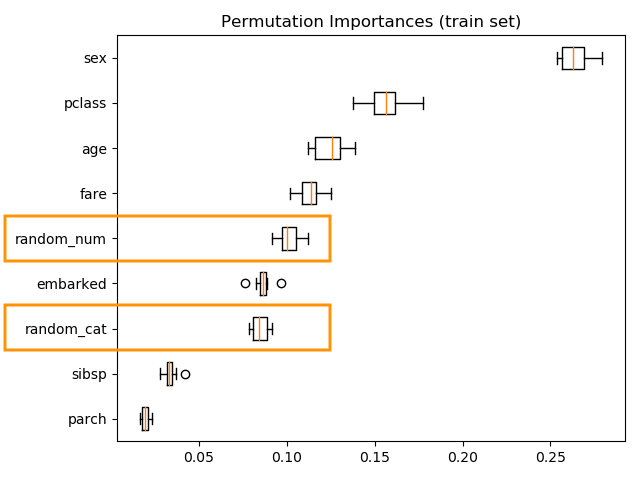 Permutation Importances (train set)
sex
pclass
age
fare
random_num
embarked
random_cat
sibsp
parch
0.05 0.10 0.15 0.20 0.25